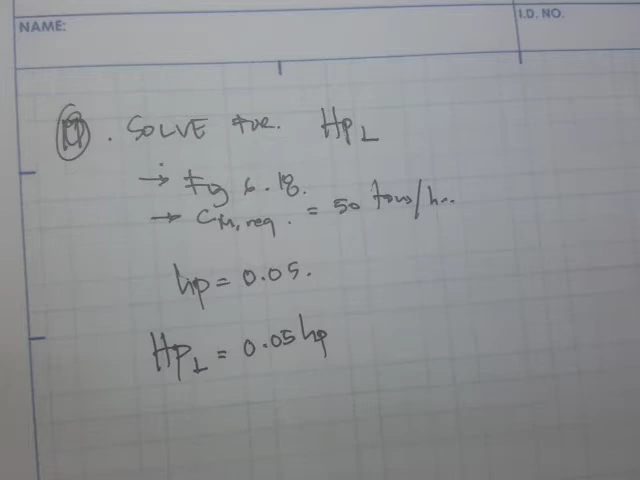 NAME:
I.D. NO.
. SOLVE FOR. HpL
→ Fig 6.18.
→ CM, req. = 50 tons/hr.
hp = 0.05.
HpL = 0.05 hp